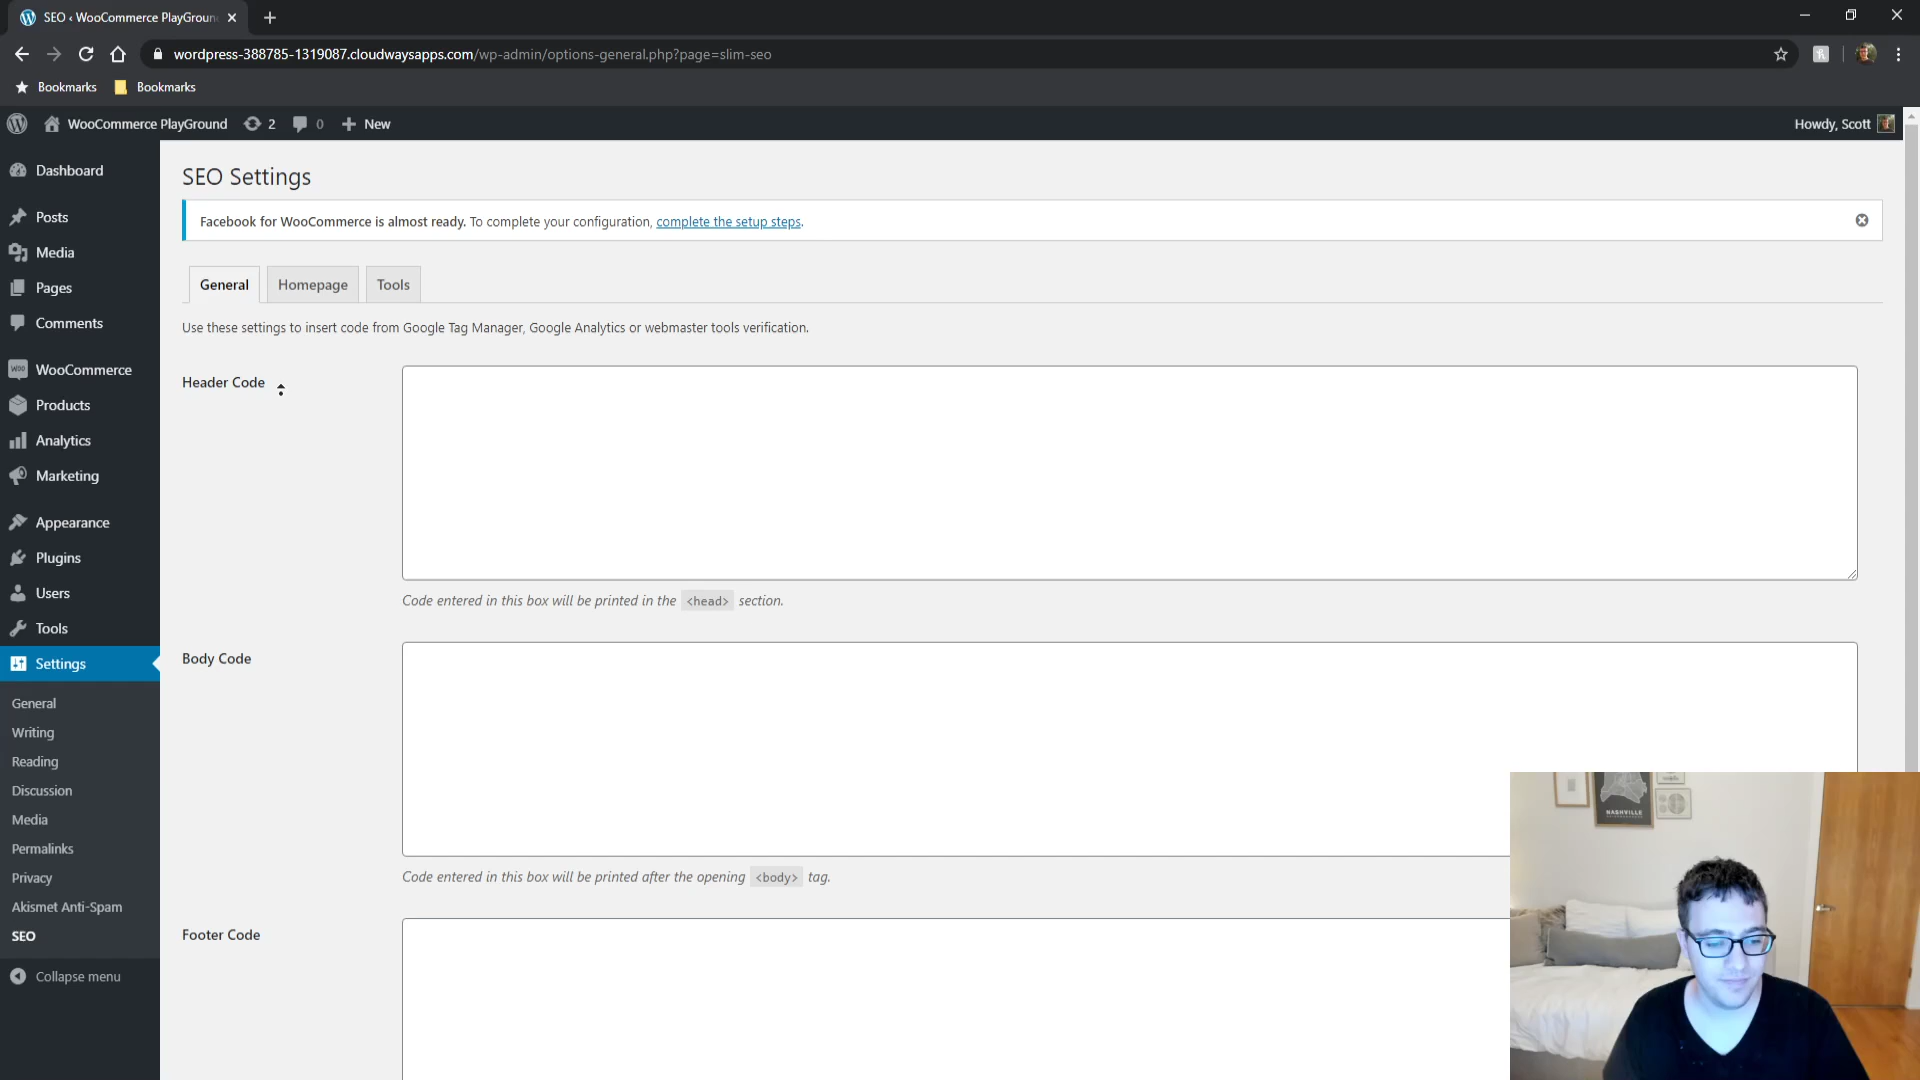 SEO ‹ WooCommerce PlayGroun
wordpress-388785-1319087.cloudwaysapps.com/wp-admin/options-general.php?page=slim-seo
Bookmarks
Bookmarks
WooCommerce PlayGround
2
0
New
Howdy, Scott
Dashboard
Posts
Media
Pages
Comments
WooCommerce
Products
Analytics
Marketing
Appearance
Plugins
Users
Tools
Settings
General
Writing
Reading
Discussion
Media
Permalinks
Privacy
Akismet Anti-Spam
SEO
Collapse menu
SEO Settings
Facebook for WooCommerce is almost ready. To complete your configuration, complete the setup steps.
General
Homepage
Tools
Use these settings to insert code from Google Tag Manager, Google Analytics or webmaster tools verification.
Header Code
Code entered in this box will be printed in the <head> section.
Body Code
Code entered in this box will be printed after the opening <body> tag.
Footer Code
NASHVILLE